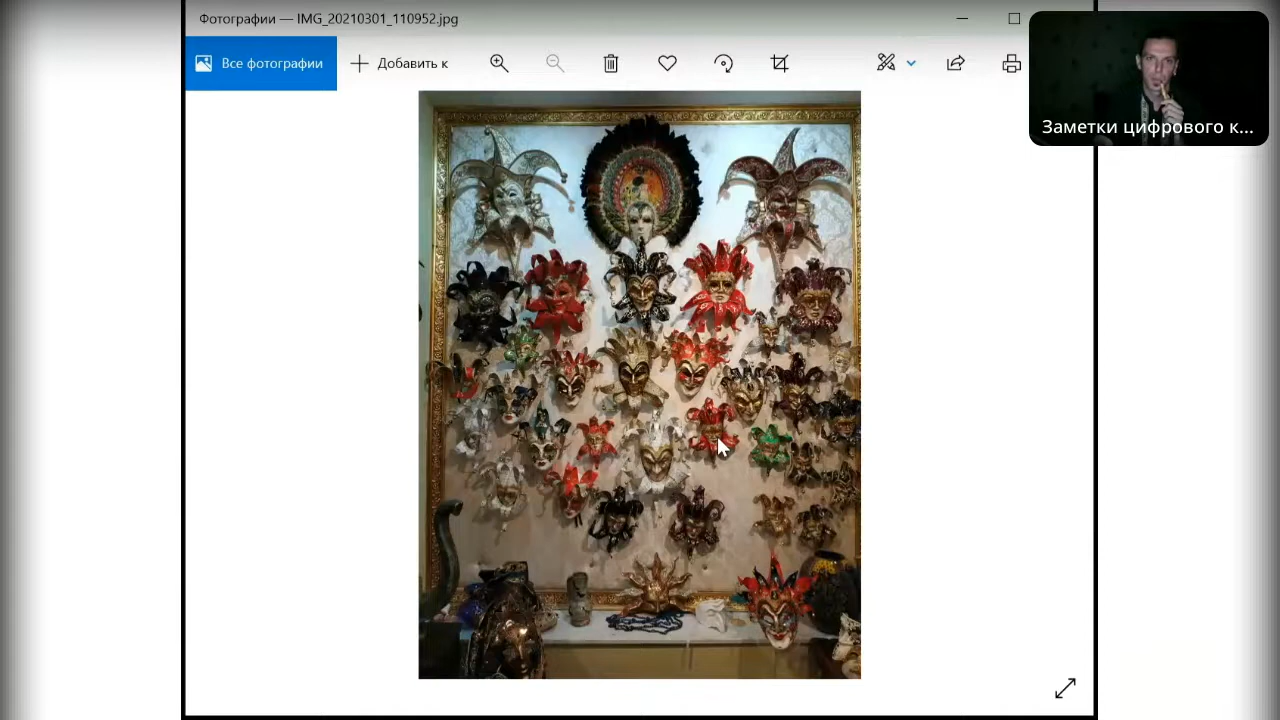 Фотографии — IMG_20210301_110952.jpg
Все фотографии
Добавить к
Заметки цифрового к...